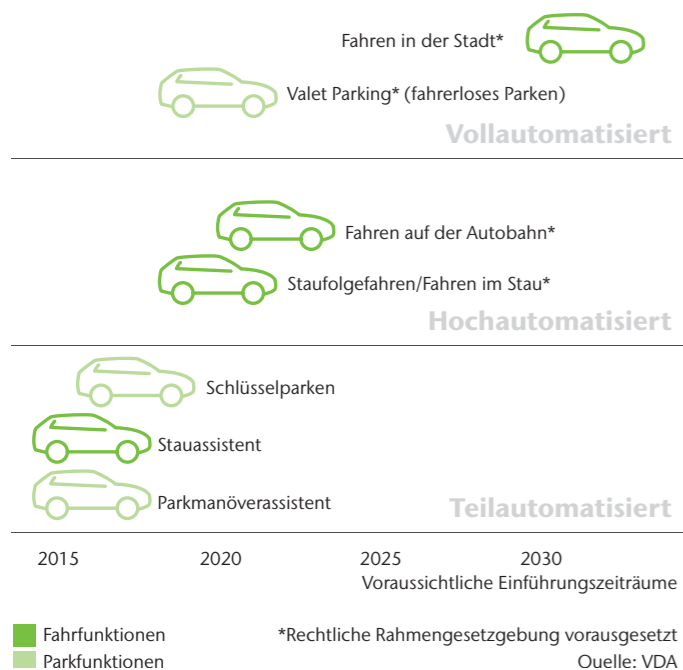 Fahren in der Stadt*
Valet Parking* (fahrerloses Parken)
Vollautomatisiert
Fahren auf der Autobahn*
Staufolgefahren/Fahren im Stau*
Hochautomatisiert
Schlüsselparken
Stauassistent
Parkmanöverassistent
Teilautomatisiert
2015 2020 2025 2030
Voraussichtliche Einführungszeiträume
Fahrfunktionen *Rechtliche Rahmengesetzgebung vorausgesetzt
Parkfunktionen Quelle: VDA